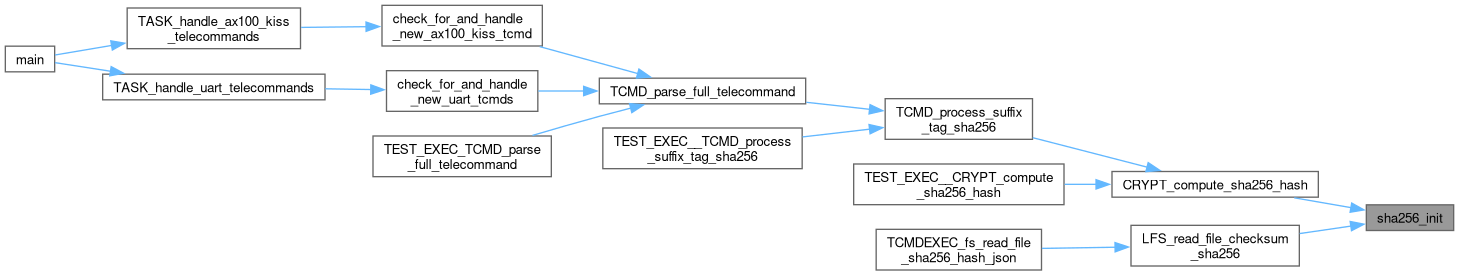 main
TASK_handle_ax100_kiss
_telecommands
TASK_handle_uart_telecommands
check_for_and_handle
_new_ax100_kiss_tcmd
check_for_and_handle
_new_uart_tcmds
TEST_EXEC_TCMD_parse
_full_telecommand
TCMD_parse_full_telecommand
TEST_EXEC__TCMD_process
_suffix_tag_sha256
TCMD_process_suffix
_tag_sha256
TEST_EXEC__CRYPT_compute
_sha256_hash
TCMDEXEC_fs_read_file
_sha256_hash_json
CRYPT_compute_sha256_hash
LFS_read_file_checksum
_sha256
sha256_init